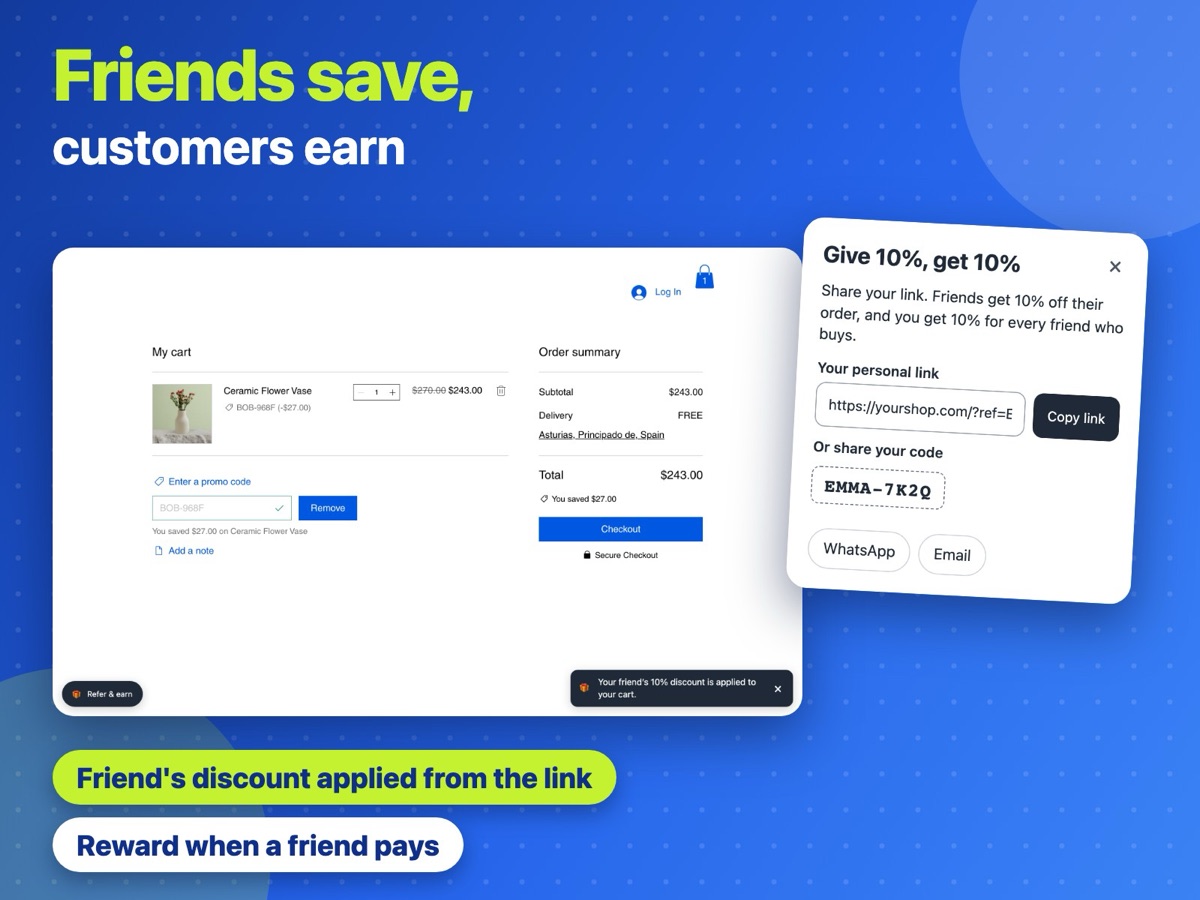 Friends save,
customers earn
Log In
1
My cart
Ceramic Flower Vase
BOB-968F (-$27.00)
− 1 +
$270.00 $243.00
Enter a promo code
BOB-968F
Remove
You saved $27.00 on Ceramic Flower Vase
Add a note
Order summary
Subtotal $243.00
Delivery FREE
Asturias, Principado de, Spain
Total $243.00
You saved $27.00
Checkout
Secure Checkout
Refer & earn
Your friend's 10% discount is applied to
your cart.
Give 10%, get 10%
Share your link. Friends get 10% off their
order, and you get 10% for every friend who
buys.
Your personal link
https://yourshop.com/?ref=E
Copy link
Or share your code
EMMA-7K2Q
WhatsApp
Email
Friend's discount applied from the link
Reward when a friend pays